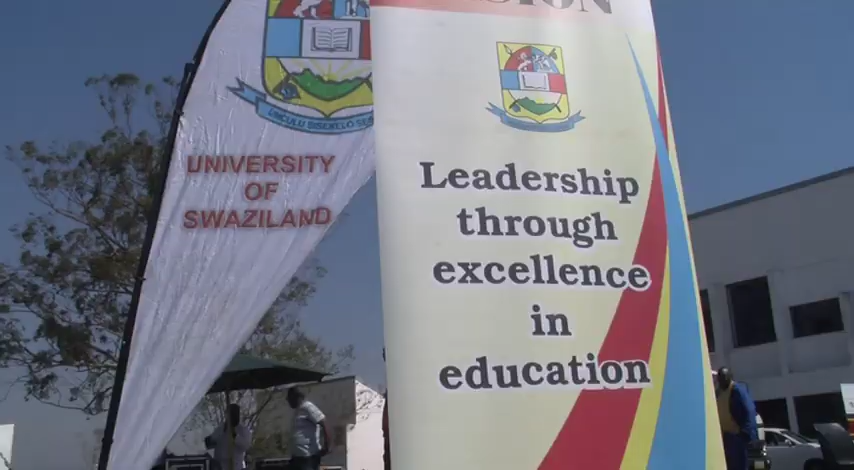 UNIVERSITY
OF
SWAZILAND
Leadership
through
excellence
in
education